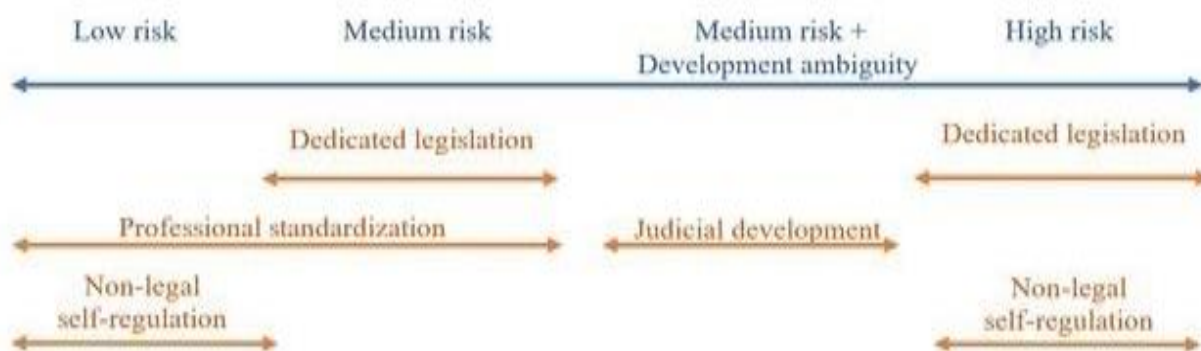 Low risk Medium risk Medium risk + High risk
Development ambiguity
Dedicated legislation Dedicated legislation
Professional standardization Judicial development
Non-legal Non-legal
self-regulation self-regulation